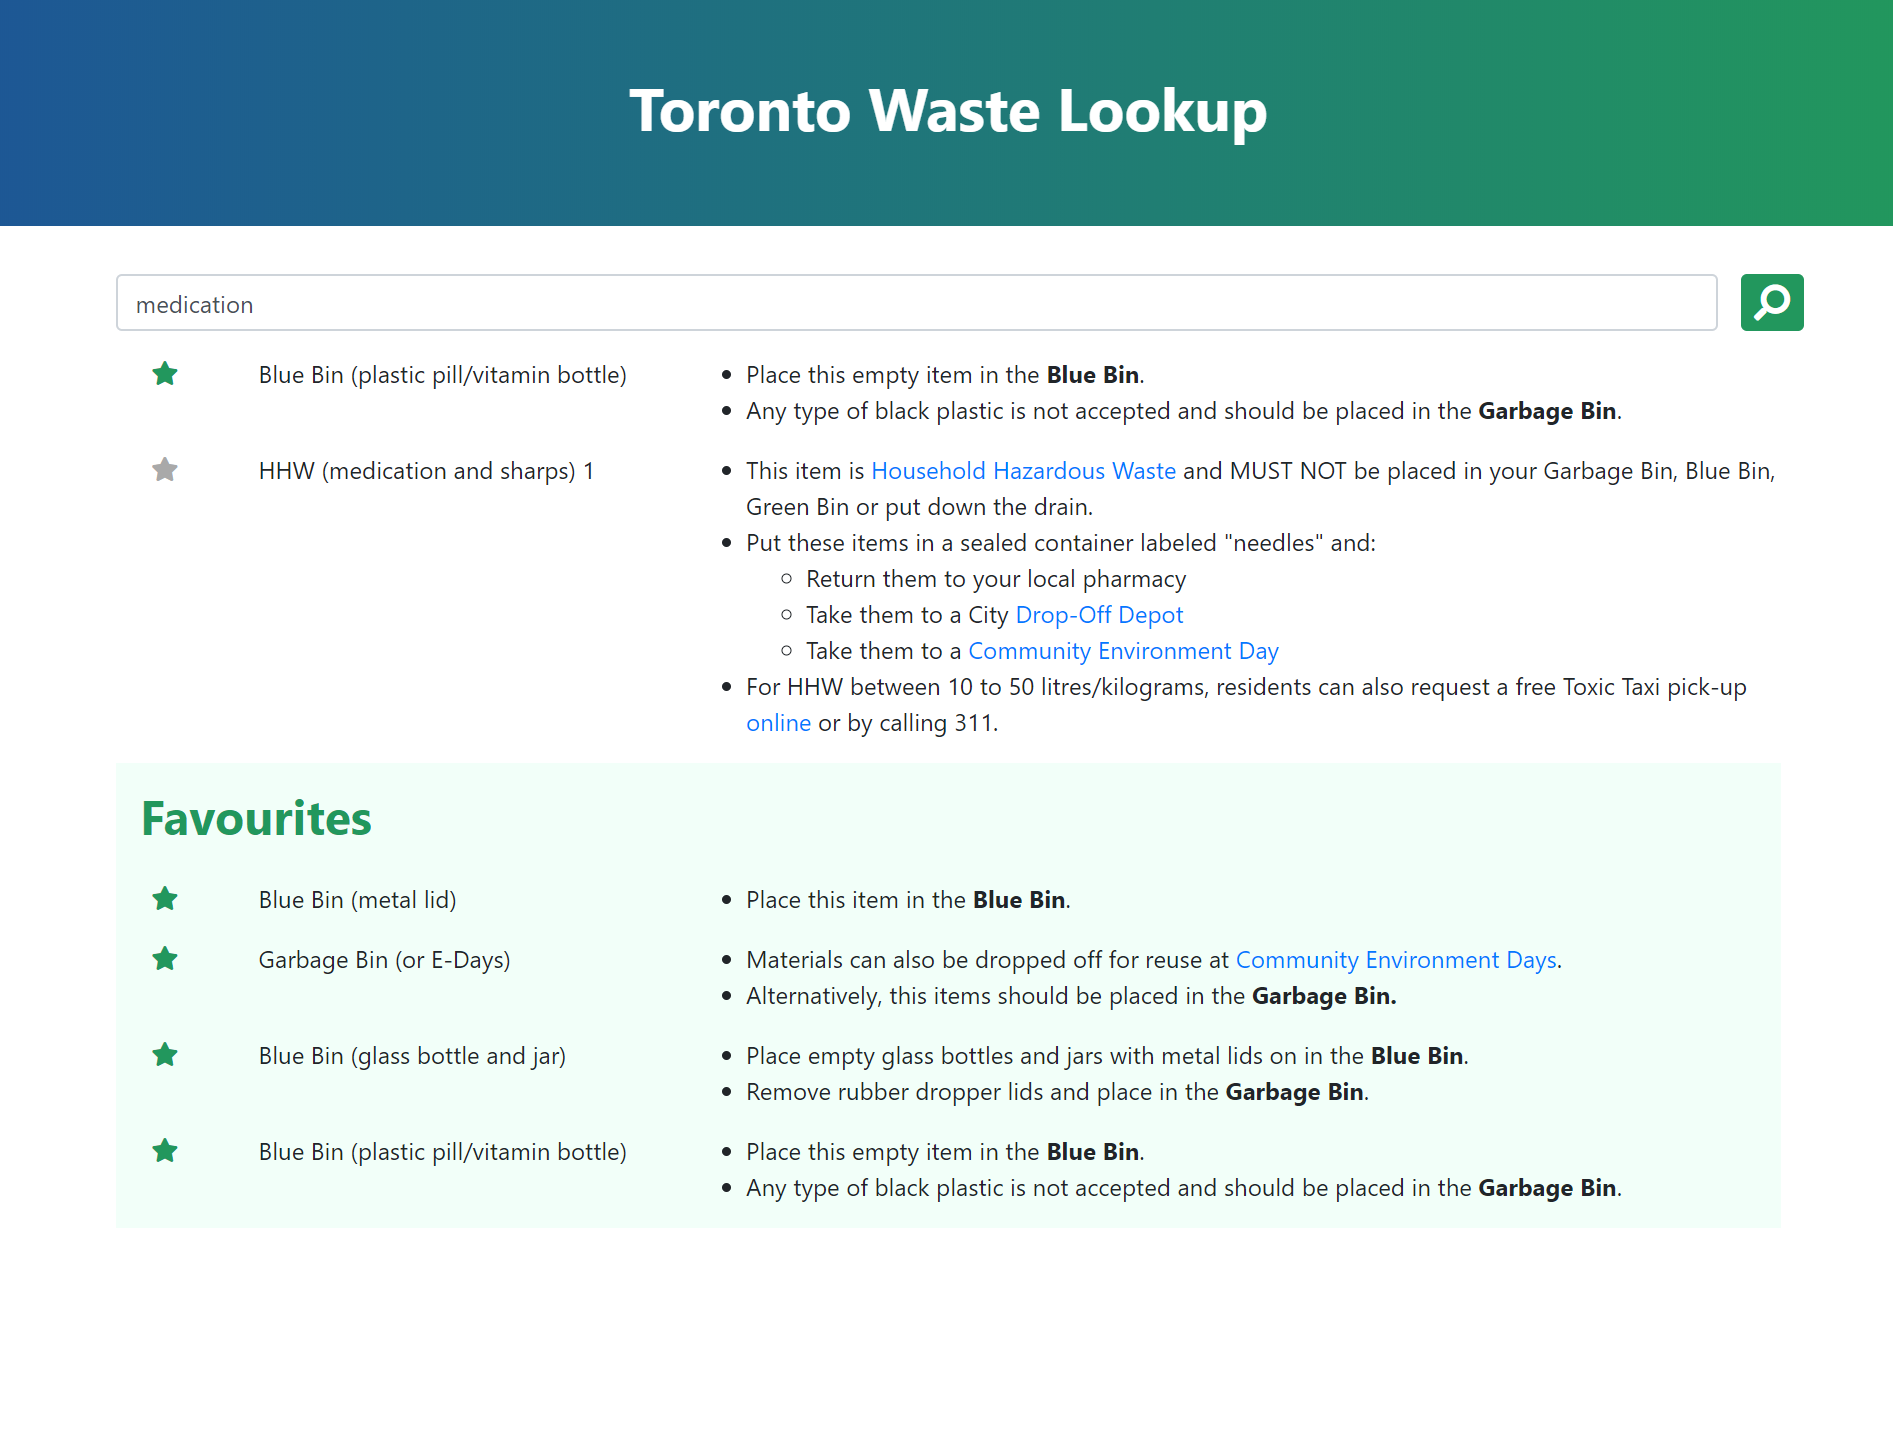 Toronto Waste Lookup
medication
Blue Bin (plastic pill/vitamin bottle)
• Place this empty item in the Blue Bin.
• Any type of black plastic is not accepted and should be placed in the Garbage Bin.
HHW (medication and sharps) 1
• This item is Household Hazardous Waste and MUST NOT be placed in your Garbage Bin, Blue Bin,
Green Bin or put down the drain.
• Put these items in a sealed container labeled "needles" and:
○ Return them to your local pharmacy
○ Take them to a City Drop-Off Depot
○ Take them to a Community Environment Day
• For HHW between 10 to 50 litres/kilograms, residents can also request a free Toxic Taxi pick-up
online or by calling 311.
Favourites
Blue Bin (metal lid)
• Place this item in the Blue Bin.
Garbage Bin (or E-Days)
• Materials can also be dropped off for reuse at Community Environment Days.
• Alternatively, this items should be placed in the Garbage Bin.
Blue Bin (glass bottle and jar)
• Place empty glass bottles and jars with metal lids on in the Blue Bin.
• Remove rubber dropper lids and place in the Garbage Bin.
Blue Bin (plastic pill/vitamin bottle)
• Place this empty item in the Blue Bin.
• Any type of black plastic is not accepted and should be placed in the Garbage Bin.